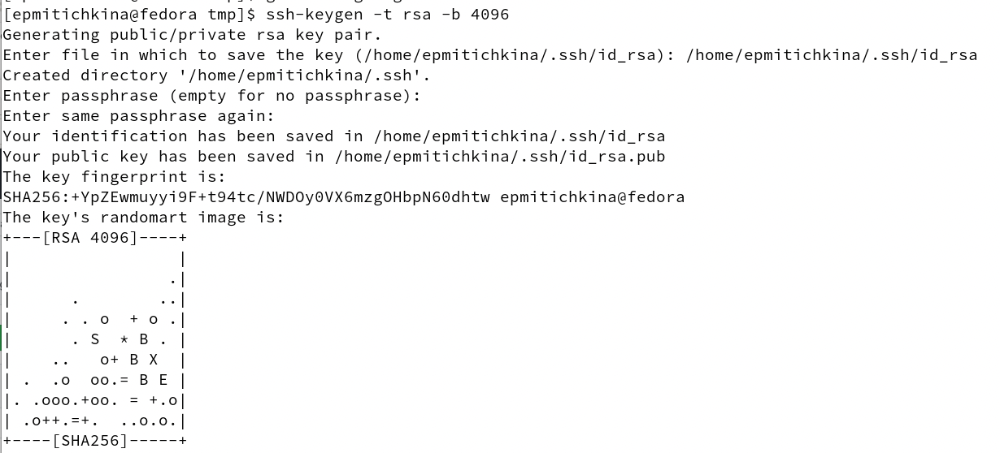 [epmitichkina@fedora tmp]$ ssh-keygen -t rsa -b 4096
Generating public/private rsa key pair.
Enter file in which to save the key (/home/epmitichkina/.ssh/id_rsa): /home/epmitichkina/.ssh/id_rsa
Created directory '/home/epmitichkina/.ssh'.
Enter passphrase (empty for no passphrase):
Enter same passphrase again:
Your identification has been saved in /home/epmitichkina/.ssh/id_rsa
Your public key has been saved in /home/epmitichkina/.ssh/id_rsa.pub
The key fingerprint is:
SHA256:+YpZEwmuyyi9F+t94tc/NWDOy0VX6mzgOHbpN60dhtw epmitichkina@fedora
The key's randomart image is:
+---[RSA 4096]----+
|                 |
|                .|
|      .        ..|
|     . . o  + o .|
|      . S  * B . |
|    ..   o+ B X  |
| .  .o  oo.= B E |
|. .ooo.+oo. = +.o|
| .o++.=+.  ..o.o.|
+----[SHA256]-----+